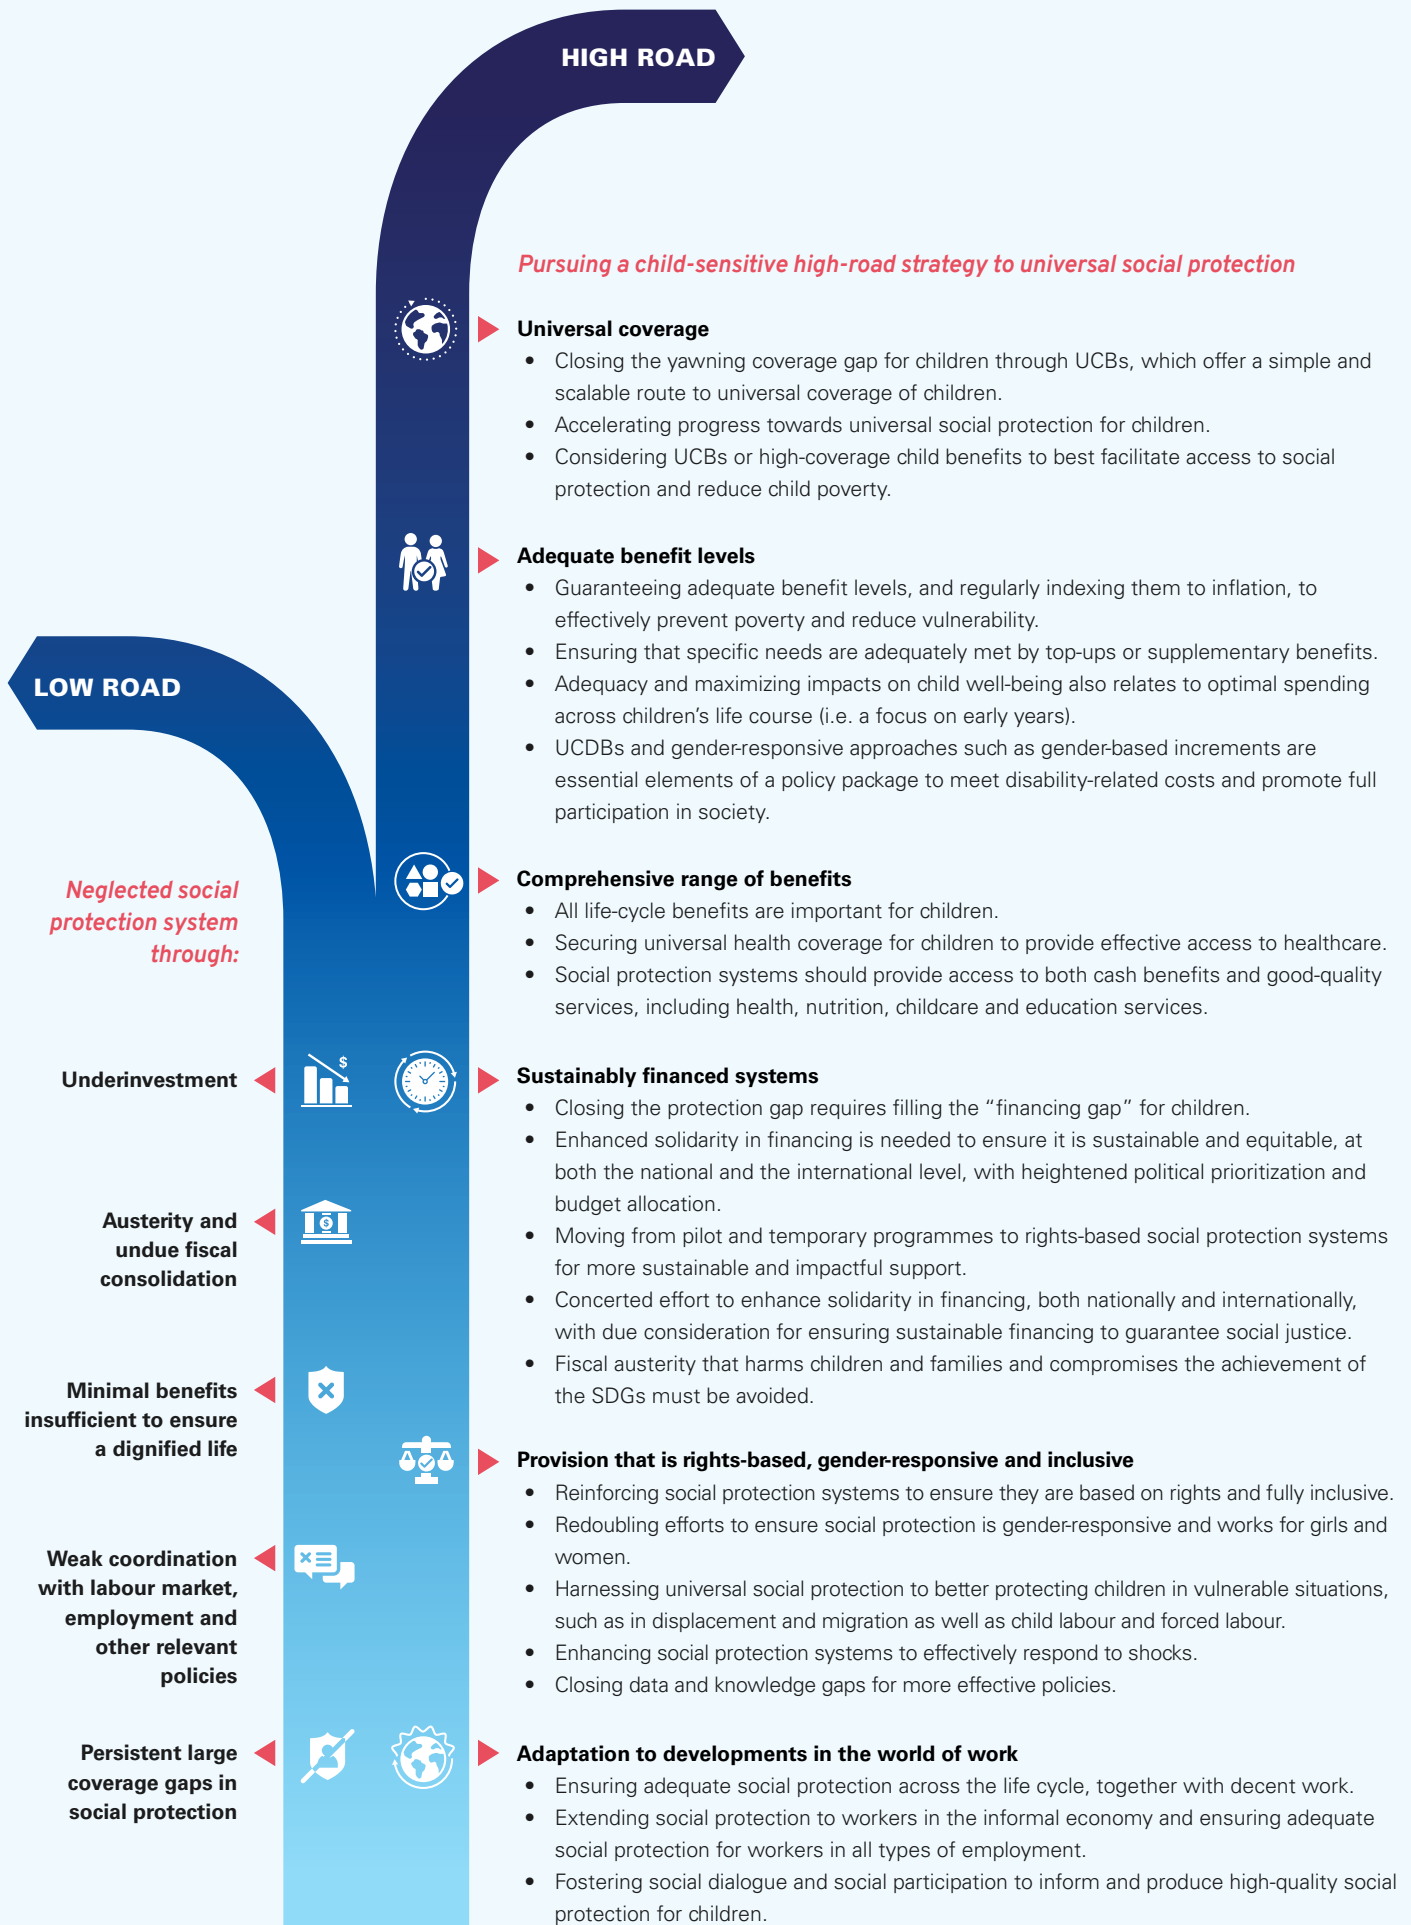 HIGH ROAD
Pursuing a child-sensitive high-road strategy to universal social protection
Universal coverage
• Closing the yawning coverage gap for children through UCBs, which offer a simple and
scalable route to universal coverage of children.
• Accelerating progress towards universal social protection for children.
• Considering UCBs or high-coverage child benefits to best facilitate access to social
protection and reduce child poverty.
Adequate benefit levels
• Guaranteeing adequate benefit levels, and regularly indexing them to inflation, to
effectively prevent poverty and reduce vulnerability.
• Ensuring that specific needs are adequately met by top-ups or supplementary benefits.
• Adequacy and maximizing impacts on child well-being also relates to optimal spending
across children’s life course (i.e. a focus on early years).
• UCDBs and gender-responsive approaches such as gender-based increments are
essential elements of a policy package to meet disability-related costs and promote full
participation in society.
Comprehensive range of benefits
• All life-cycle benefits are important for children.
• Securing universal health coverage for children to provide effective access to healthcare.
• Social protection systems should provide access to both cash benefits and good-quality
services, including health, nutrition, childcare and education services.
Sustainably financed systems
• Closing the protection gap requires filling the “financing gap” for children.
• Enhanced solidarity in financing is needed to ensure it is sustainable and equitable, at
both the national and the international level, with heightened political prioritization and
budget allocation.
• Moving from pilot and temporary programmes to rights-based social protection systems
for more sustainable and impactful support.
• Concerted effort to enhance solidarity in financing, both nationally and internationally,
with due consideration for ensuring sustainable financing to guarantee social justice.
• Fiscal austerity that harms children and families and compromises the achievement of
the SDGs must be avoided.
Provision that is rights-based, gender-responsive and inclusive
• Reinforcing social protection systems to ensure they are based on rights and fully inclusive.
• Redoubling efforts to ensure social protection is gender-responsive and works for girls and
women.
• Harnessing universal social protection to better protecting children in vulnerable situations,
such as in displacement and migration as well as child labour and forced labour.
• Enhancing social protection systems to effectively respond to shocks.
• Closing data and knowledge gaps for more effective policies.
Adaptation to developments in the world of work
• Ensuring adequate social protection across the life cycle, together with decent work.
• Extending social protection to workers in the informal economy and ensuring adequate
social protection for workers in all types of employment.
• Fostering social dialogue and social participation to inform and produce high-quality social
protection for children.
LOW ROAD
Neglected social
protection system
through:
Underinvestment
$
Austerity and
undue fiscal
consolidation
$
Minimal benefits
insufficient to ensure
a dignified life
Weak coordination
with labour market,
employment and
other relevant
policies
Persistent large
coverage gaps in
social protection